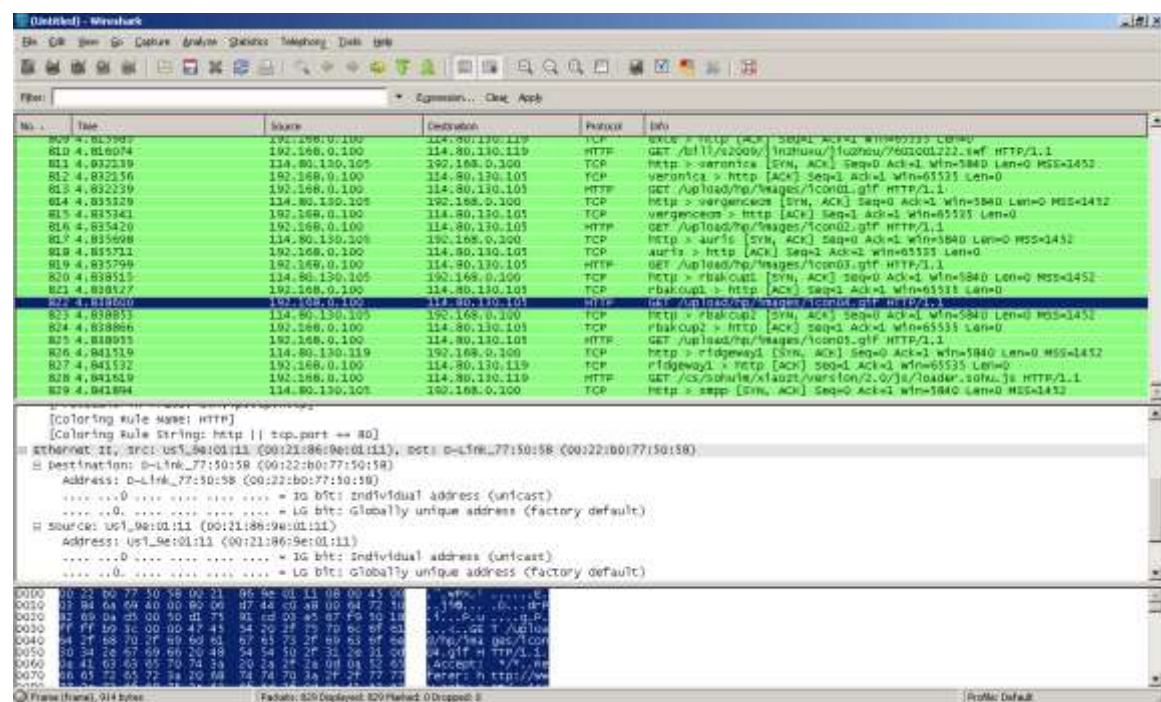 (Untitled) - Wireshark
File Edit View Go Capture Analyze Statistics Telephony Tools Help
Filter: Expression... Clear Apply
No. . Time Source Destination Protocol Info
810 4.816074 192.168.0.100 114.80.130.119 HTTP GET HTTP/1.1
811 4.832139 114.80.130.105 192.168.0.100 TCP http > veronica [SYN, ACK] Seq=0 Ack=1 Win=5840 Len=0 MSS=1452
812 4.832156 192.168.0.100 114.80.130.105 TCP veronica > http [ACK] Seq=1 Ack=1 Win=65535 Len=0
813 4.832239 192.168.0.100 114.80.130.105 HTTP GET /upload/hp/images/icon01.gif HTTP/1.1
814 4.835329 114.80.130.105 192.168.0.100 TCP http > vergencecm [SYN, ACK] Seq=0 Ack=1 Win=5840 Len=0 MSS=1452
815 4.835341 192.168.0.100 114.80.130.105 TCP vergencecm > http [ACK] Seq=1 Ack=1 Win=65535 Len=0
816 4.835420 192.168.0.100 114.80.130.105 HTTP GET /upload/hp/images/icon02.gif HTTP/1.1
817 4.835698 114.80.130.105 192.168.0.100 TCP http > auris [SYN, ACK] Seq=0 Ack=1 Win=5840 Len=0 MSS=1452
818 4.835711 192.168.0.100 114.80.130.105 TCP auris > http [ACK] Seq=1 Ack=1 Win=65535 Len=0
819 4.835799 192.168.0.100 114.80.130.105 HTTP GET /upload/hp/images/icon03.gif HTTP/1.1
820 4.838515 114.80.130.105 192.168.0.100 TCP http > rbakcup1 [SYN, ACK] Seq=0 Ack=1 Win=5840 Len=0 MSS=1452
821 4.838527 192.168.0.100 114.80.130.105 TCP rbakcup1 > http [ACK] Seq=1 Ack=1 Win=65535 Len=0
822 4.838600 192.168.0.100 114.80.130.105 HTTP GET /upload/hp/images/icon04.gif HTTP/1.1
823 4.838853 114.80.130.105 192.168.0.100 TCP http > rbakcup2 [SYN, ACK] Seq=0 Ack=1 Win=5840 Len=0 MSS=1452
824 4.838866 192.168.0.100 114.80.130.105 TCP rbakcup2 > http [ACK] Seq=1 Ack=1 Win=65535 Len=0
825 4.838955 192.168.0.100 114.80.130.105 HTTP GET /upload/hp/images/icon05.gif HTTP/1.1
826 4.841519 114.80.130.119 192.168.0.100 TCP http > ridgeway1 [SYN, ACK] Seq=0 Ack=1 Win=5840 Len=0 MSS=1452
827 4.841532 192.168.0.100 114.80.130.119 TCP ridgeway1 > http [ACK] Seq=1 Ack=1 Win=65535 Len=0
828 4.841619 192.168.0.100 114.80.130.119 HTTP GET HTTP/1.1
829 4.841894 114.80.130.105 192.168.0.100 TCP http > smpp [SYN, ACK] Seq=0 Ack=1 Win=5840 Len=0 MSS=1452
[Coloring Rule Name: HTTP]
[Coloring Rule String: http || tcp.port == 80]
Ethernet II, Src: Usi_9e:01:11 (00:21:86:9e:01:11), Dst: D-Link_77:50:58 (00:22:b0:77:50:58)
Destination: D-Link_77:50:58 (00:22:b0:77:50:58)
Address: D-Link_77:50:58 (00:22:b0:77:50:58)
.... ...0 .... .... .... .... = IG bit: Individual address (unicast)
.... ..0. .... .... .... .... = LG bit: Globally unique address (factory default)
Source: Usi_9e:01:11 (00:21:86:9e:01:11)
Address: Usi_9e:01:11 (00:21:86:9e:01:11)
.... ...0 .... .... .... .... = IG bit: Individual address (unicast)
.... ..0. .... .... .... .... = LG bit: Globally unique address (factory default)
0000 00 22 b0 77 50 58 00 21 86 9e 01 11 08 00 45 00
0010
0020
0030
0040
0050
0060
0070
Frame (frame), 914 bytes Packets: 829 Displayed: 829 Marked: 0 Dropped: 0 Profile: Default